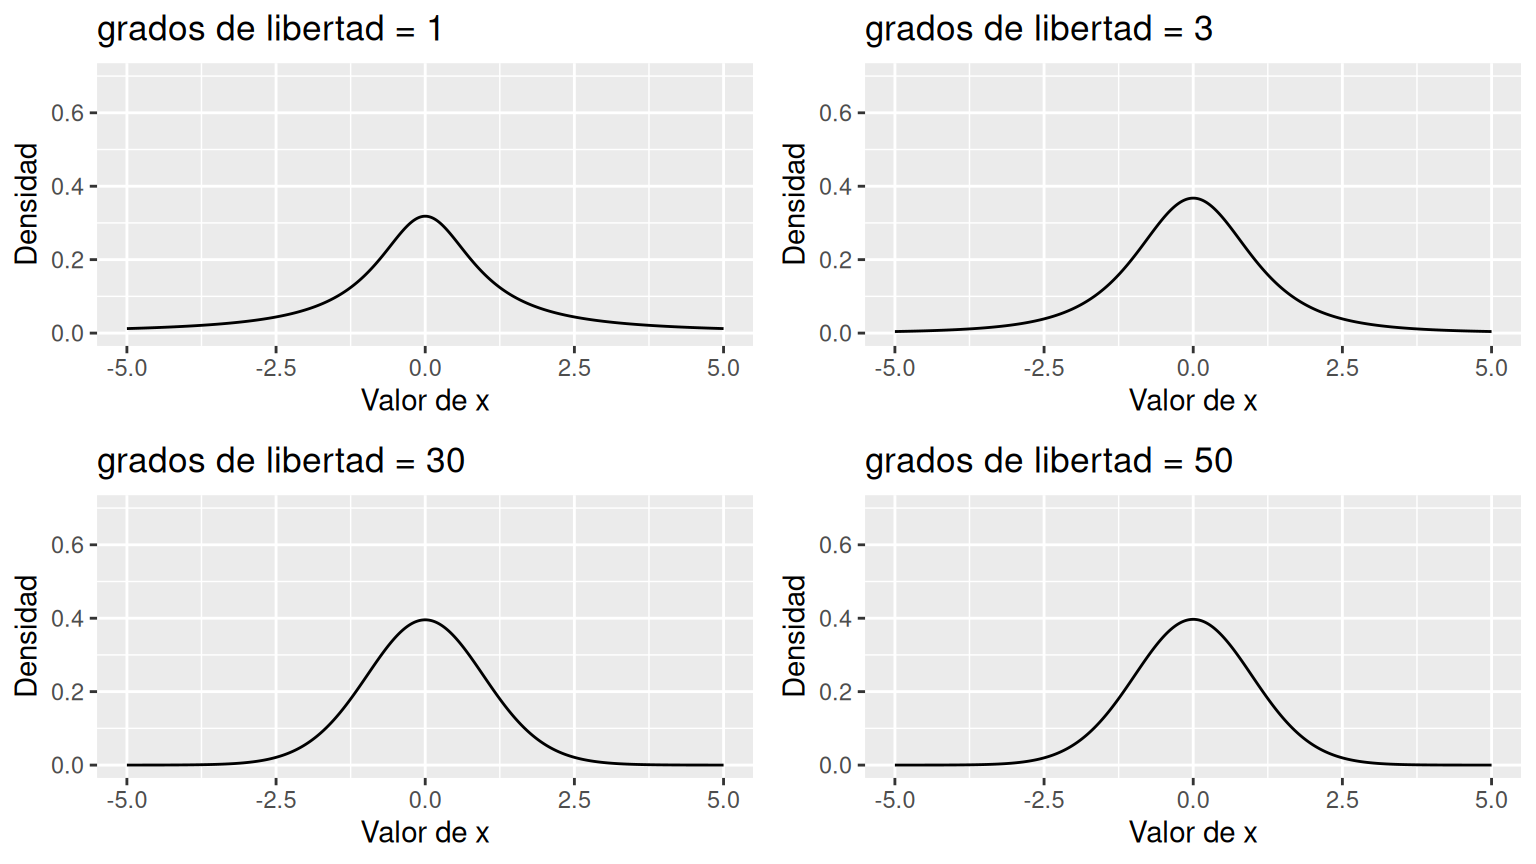 grados de libertad = 1
Densidad
0.6
0.4
0.2
0.0
-5.0 -2.5 0.0 2.5 5.0
Valor de x
grados de libertad = 3
Densidad
0.6
0.4
0.2
0.0
-5.0 -2.5 0.0 2.5 5.0
Valor de x
grados de libertad = 30
Densidad
0.6
0.4
0.2
0.0
-5.0 -2.5 0.0 2.5 5.0
Valor de x
grados de libertad = 50
Densidad
0.6
0.4
0.2
0.0
-5.0 -2.5 0.0 2.5 5.0
Valor de x